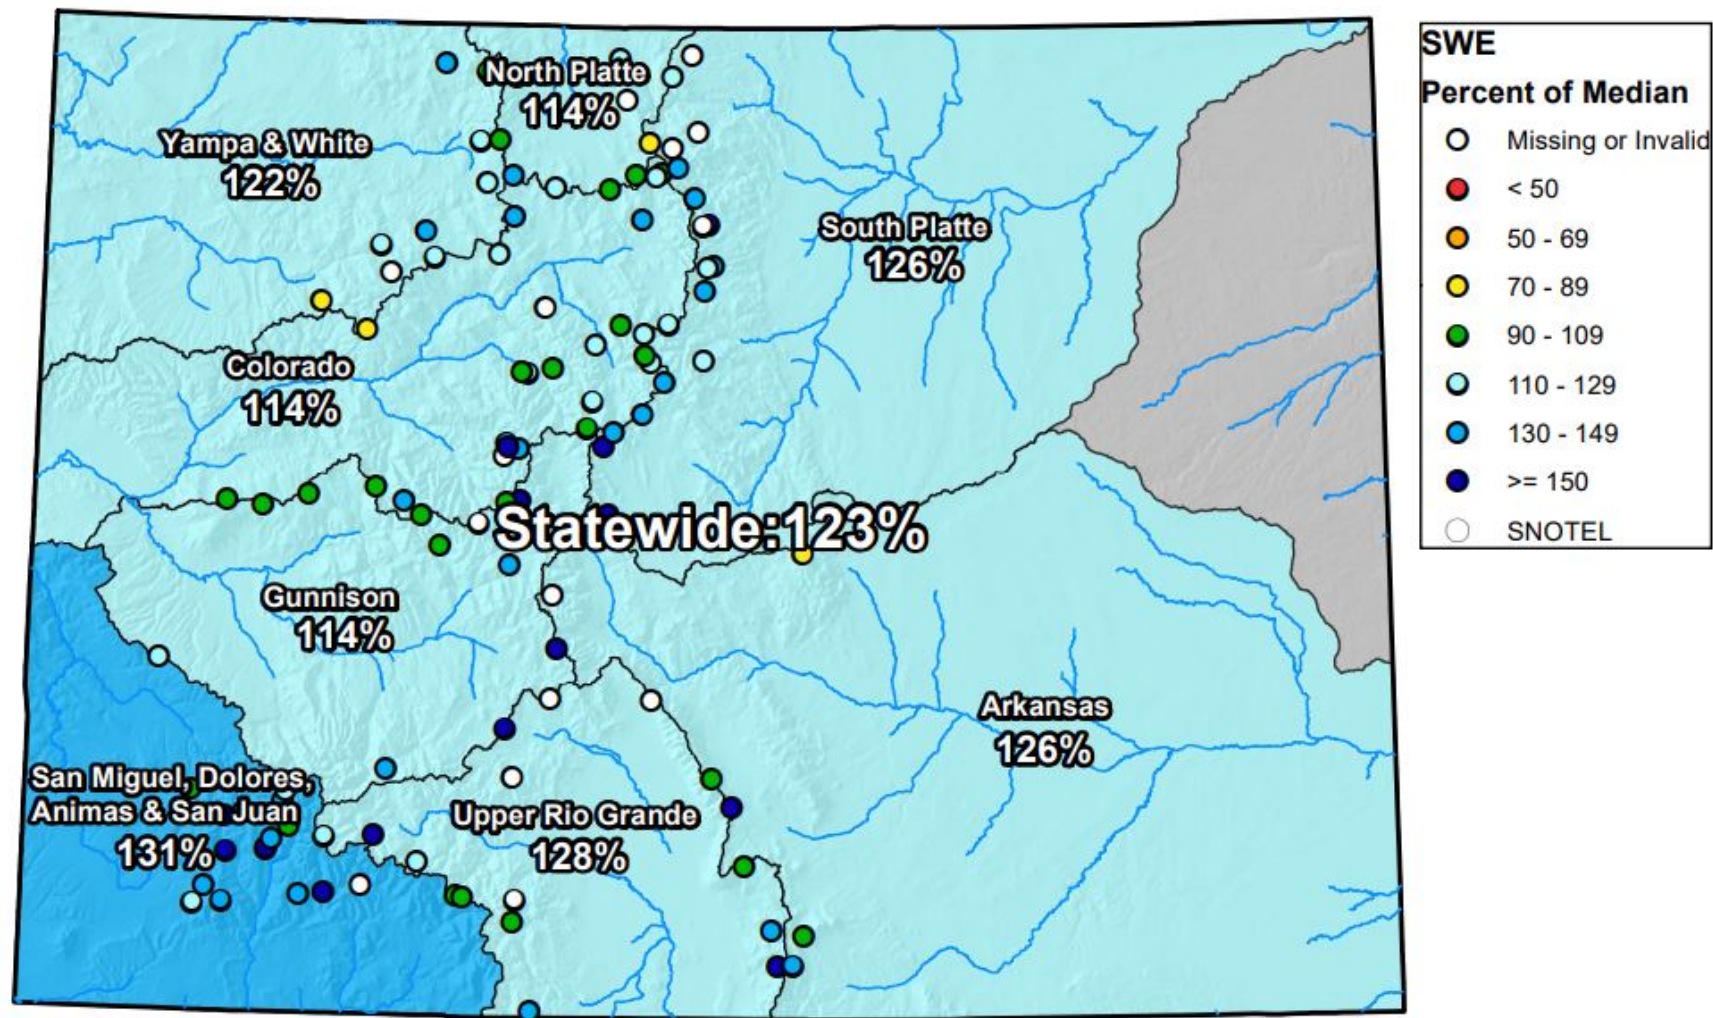 North Platte
114%
Yampa & White
122%
South Platte
126%
Colorado
114%
Statewide:123%
Gunnison
114%
Arkansas
126%
San Miguel, Dolores,
Animas & San Juan
131%
Upper Rio Grande
128%
SWE
Percent of Median
Missing or Invalid
< 50
50 - 69
70 - 89
90 - 109
110 - 129
130 - 149
>= 150
SNOTEL